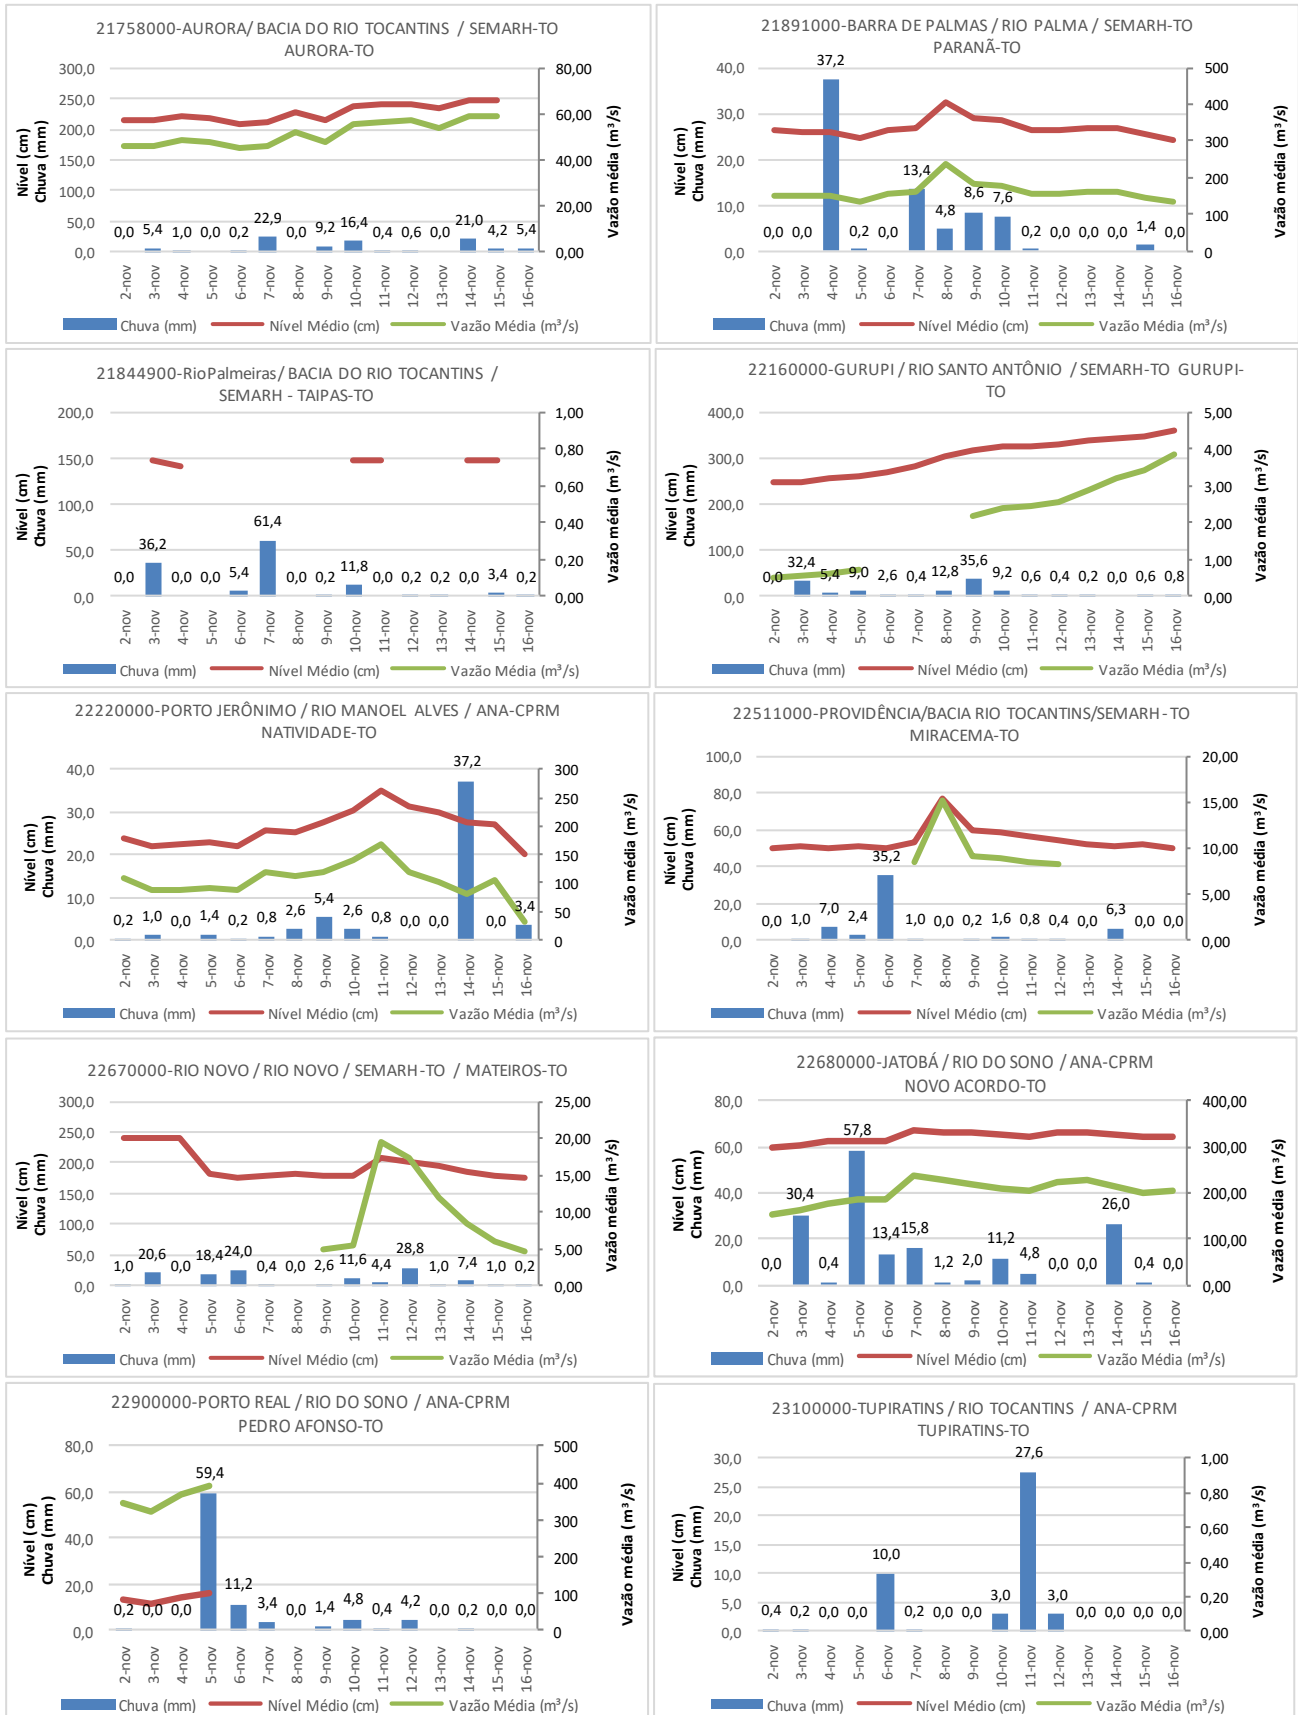 21758000-AURORA/ BACIA DO RIO TOCANTINS / SEMARH-TO
AURORA-TO
300,0
250,0
200,0
150,0
100,0
50,0
0,0
Nível (cm)
Chuva (mm)
80,00
60,00
40,00
20,00
0,00
Vazão média (m³/s)
0,0 5,4 1,0 0,0 0,2 22,9 0,0 9,2 16,4 0,4 0,6 0,0 21,0 4,2 5,4
2-nov 3-nov 4-nov 5-nov 6-nov 7-nov 8-nov 9-nov 10-nov 11-nov 12-nov 13-nov 14-nov 15-nov 16-nov
Chuva (mm) Nível Médio (cm) Vazão Média (m³/s)
21891000-BARRA DE PALMAS / RIO PALMA / SEMARH-TO
PARANÃ-TO
40,0
30,0
20,0
10,0
0,0
Nível (cm)
Chuva (mm)
500
400
300
200
100
0
Vazão média (m³/s)
0,0 0,0 37,2 0,2 0,0 13,4 4,8 8,6 7,6 0,2 0,0 0,0 0,0 1,4 0,0
2-nov 3-nov 4-nov 5-nov 6-nov 7-nov 8-nov 9-nov 10-nov 11-nov 12-nov 13-nov 14-nov 15-nov 16-nov
Chuva (mm) Nível Médio (cm) Vazão Média (m³/s)
21844900-RioPalmeiras/ BACIA DO RIO TOCANTINS /
SEMARH - TAIPAS-TO
200,0
150,0
100,0
50,0
0,0
Nível (cm)
Chuva (mm)
1,00
0,80
0,60
0,40
0,20
0,00
Vazão média (m³/s)
0,0 36,2 0,0 0,0 5,4 61,4 0,0 0,2 11,8 0,0 0,2 0,2 0,0 3,4 0,2
2-nov 3-nov 4-nov 5-nov 6-nov 7-nov 8-nov 9-nov 10-nov 11-nov 12-nov 13-nov 14-nov 15-nov 16-nov
Chuva (mm) Nível Médio (cm) Vazão Média (m³/s)
22160000-GURUPI / RIO SANTO ANTÔNIO / SEMARH-TO GURUPI-
TO
400,0
300,0
200,0
100,0
0,0
Nível (cm)
Chuva (mm)
5,00
4,00
3,00
2,00
1,00
0,00
Vazão média (m³/s)
0,0 32,4 5,4 9,0 2,6 0,4 12,8 35,6 9,2 0,6 0,4 0,2 0,0 0,6 0,8
2-nov 3-nov 4-nov 5-nov 6-nov 7-nov 8-nov 9-nov 10-nov 11-nov 12-nov 13-nov 14-nov 15-nov 16-nov
Chuva (mm) Nível Médio (cm) Vazão Média (m³/s)
22220000-PORTO JERÔNIMO / RIO MANOEL ALVES / ANA-CPRM
NATIVIDADE-TO
40,0
30,0
20,0
10,0
0,0
Nível (cm)
Chuva (mm)
300
250
200
150
100
50
0
Vazão média (m³/s)
0,2 1,0 0,0 1,4 0,2 0,8 2,6 5,4 2,6 0,8 0,0 0,0 37,2 0,0 3,4
2-nov 3-nov 4-nov 5-nov 6-nov 7-nov 8-nov 9-nov 10-nov 11-nov 12-nov 13-nov 14-nov 15-nov 16-nov
Chuva (mm) Nível Médio (cm) Vazão Média (m³/s)
22511000-PROVIDÊNCIA/BACIA RIO TOCANTINS/SEMARH-TO
MIRACEMA-TO
100,0
80,0
60,0
40,0
20,0
0,0
Nível (cm)
Chuva (mm)
20,00
15,00
10,00
5,00
0,00
Vazão média (m³/s)
0,0 1,0 7,0 2,4 35,2 1,0 0,0 0,2 1,6 0,8 0,4 0,0 6,3 0,0 0,0
2-nov 3-nov 4-nov 5-nov 6-nov 7-nov 8-nov 9-nov 10-nov 11-nov 12-nov 13-nov 14-nov 15-nov 16-nov
Chuva (mm) Nível Médio (cm) Vazão Média (m³/s)
22670000-RIO NOVO / RIO NOVO / SEMARH-TO / MATEIROS-TO
300,0
250,0
200,0
150,0
100,0
50,0
0,0
Nível (cm)
Chuva (mm)
25,00
20,00
15,00
10,00
5,00
0,00
Vazão média (m³/s)
1,0 20,6 0,0 18,4 24,0 0,4 0,0 2,6 11,6 4,4 28,8 1,0 7,4 1,0 0,2
2-nov 3-nov 4-nov 5-nov 6-nov 7-nov 8-nov 9-nov 10-nov 11-nov 12-nov 13-nov 14-nov 15-nov 16-nov
Chuva (mm) Nível Médio (cm) Vazão Média (m³/s)
22680000-JATOBÁ / RIO DO SONO / ANA-CPRM
NOVO ACORDO-TO
80,0
60,0
40,0
20,0
0,0
Nível (cm)
Chuva (mm)
400,00
300,00
200,00
100,00
0,00
Vazão média (m³/s)
0,0 30,4 0,4 57,8 13,4 15,8 1,2 2,0 11,2 4,8 0,0 0,0 26,0 0,4 0,0
2-nov 3-nov 4-nov 5-nov 6-nov 7-nov 8-nov 9-nov 10-nov 11-nov 12-nov 13-nov 14-nov 15-nov 16-nov
Chuva (mm) Nível Médio (cm) Vazão Média (m³/s)
22900000-PORTO REAL / RIO DO SONO / ANA-CPRM
PEDRO AFONSO-TO
80,0
60,0
40,0
20,0
0,0
Nível (cm)
Chuva (mm)
500
400
300
200
100
0
Vazão média (m³/s)
0,2 0,0 0,0 59,4 11,2 3,4 0,0 1,4 4,8 0,4 4,2 0,0 0,2 0,0 0,0
2-nov 3-nov 4-nov 5-nov 6-nov 7-nov 8-nov 9-nov 10-nov 11-nov 12-nov 13-nov 14-nov 15-nov 16-nov
Chuva (mm) Nível Médio (cm) Vazão Média (m³/s)
23100000-TUPIRATINS / RIO TOCANTINS / ANA-CPRM
TUPIRATINS-TO
30,0
25,0
20,0
15,0
10,0
5,0
0,0
Nível (cm)
Chuva (mm)
1,00
0,80
0,60
0,40
0,20
0,00
Vazão média (m³/s)
0,4 0,2 0,0 0,0 10,0 0,2 0,0 0,0 3,0 27,6 3,0 0,0 0,0 0,0 0,0
2-nov 3-nov 4-nov 5-nov 6-nov 7-nov 8-nov 9-nov 10-nov 11-nov 12-nov 13-nov 14-nov 15-nov 16-nov
Chuva (mm) Nível Médio (cm) Vazão Média (m³/s)